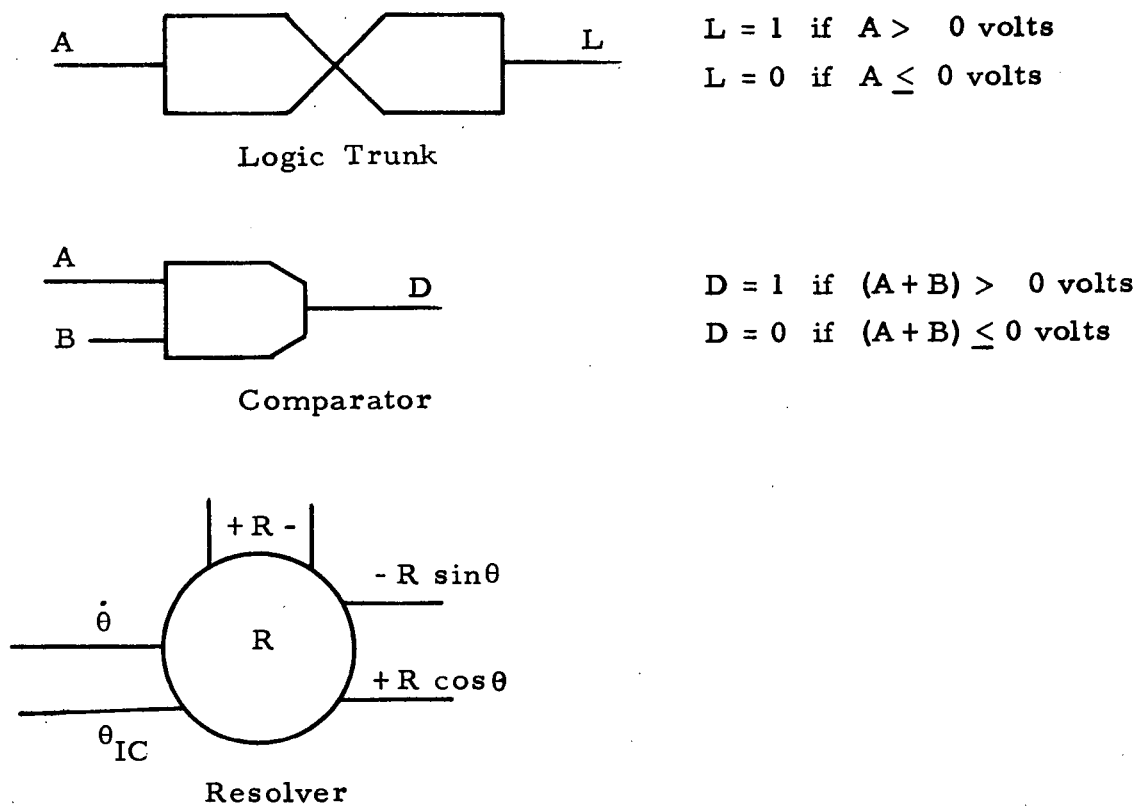 A
L
L = 1 if A > 0 volts
L = 0 if A ≤ 0 volts
Logic Trunk
A
B
D
D = 1 if (A + B) > 0 volts
D = 0 if (A + B) ≤ 0 volts
Comparator
+ R -
- R sinθ
θ̇
R
+ R cosθ
θIC
Resolver